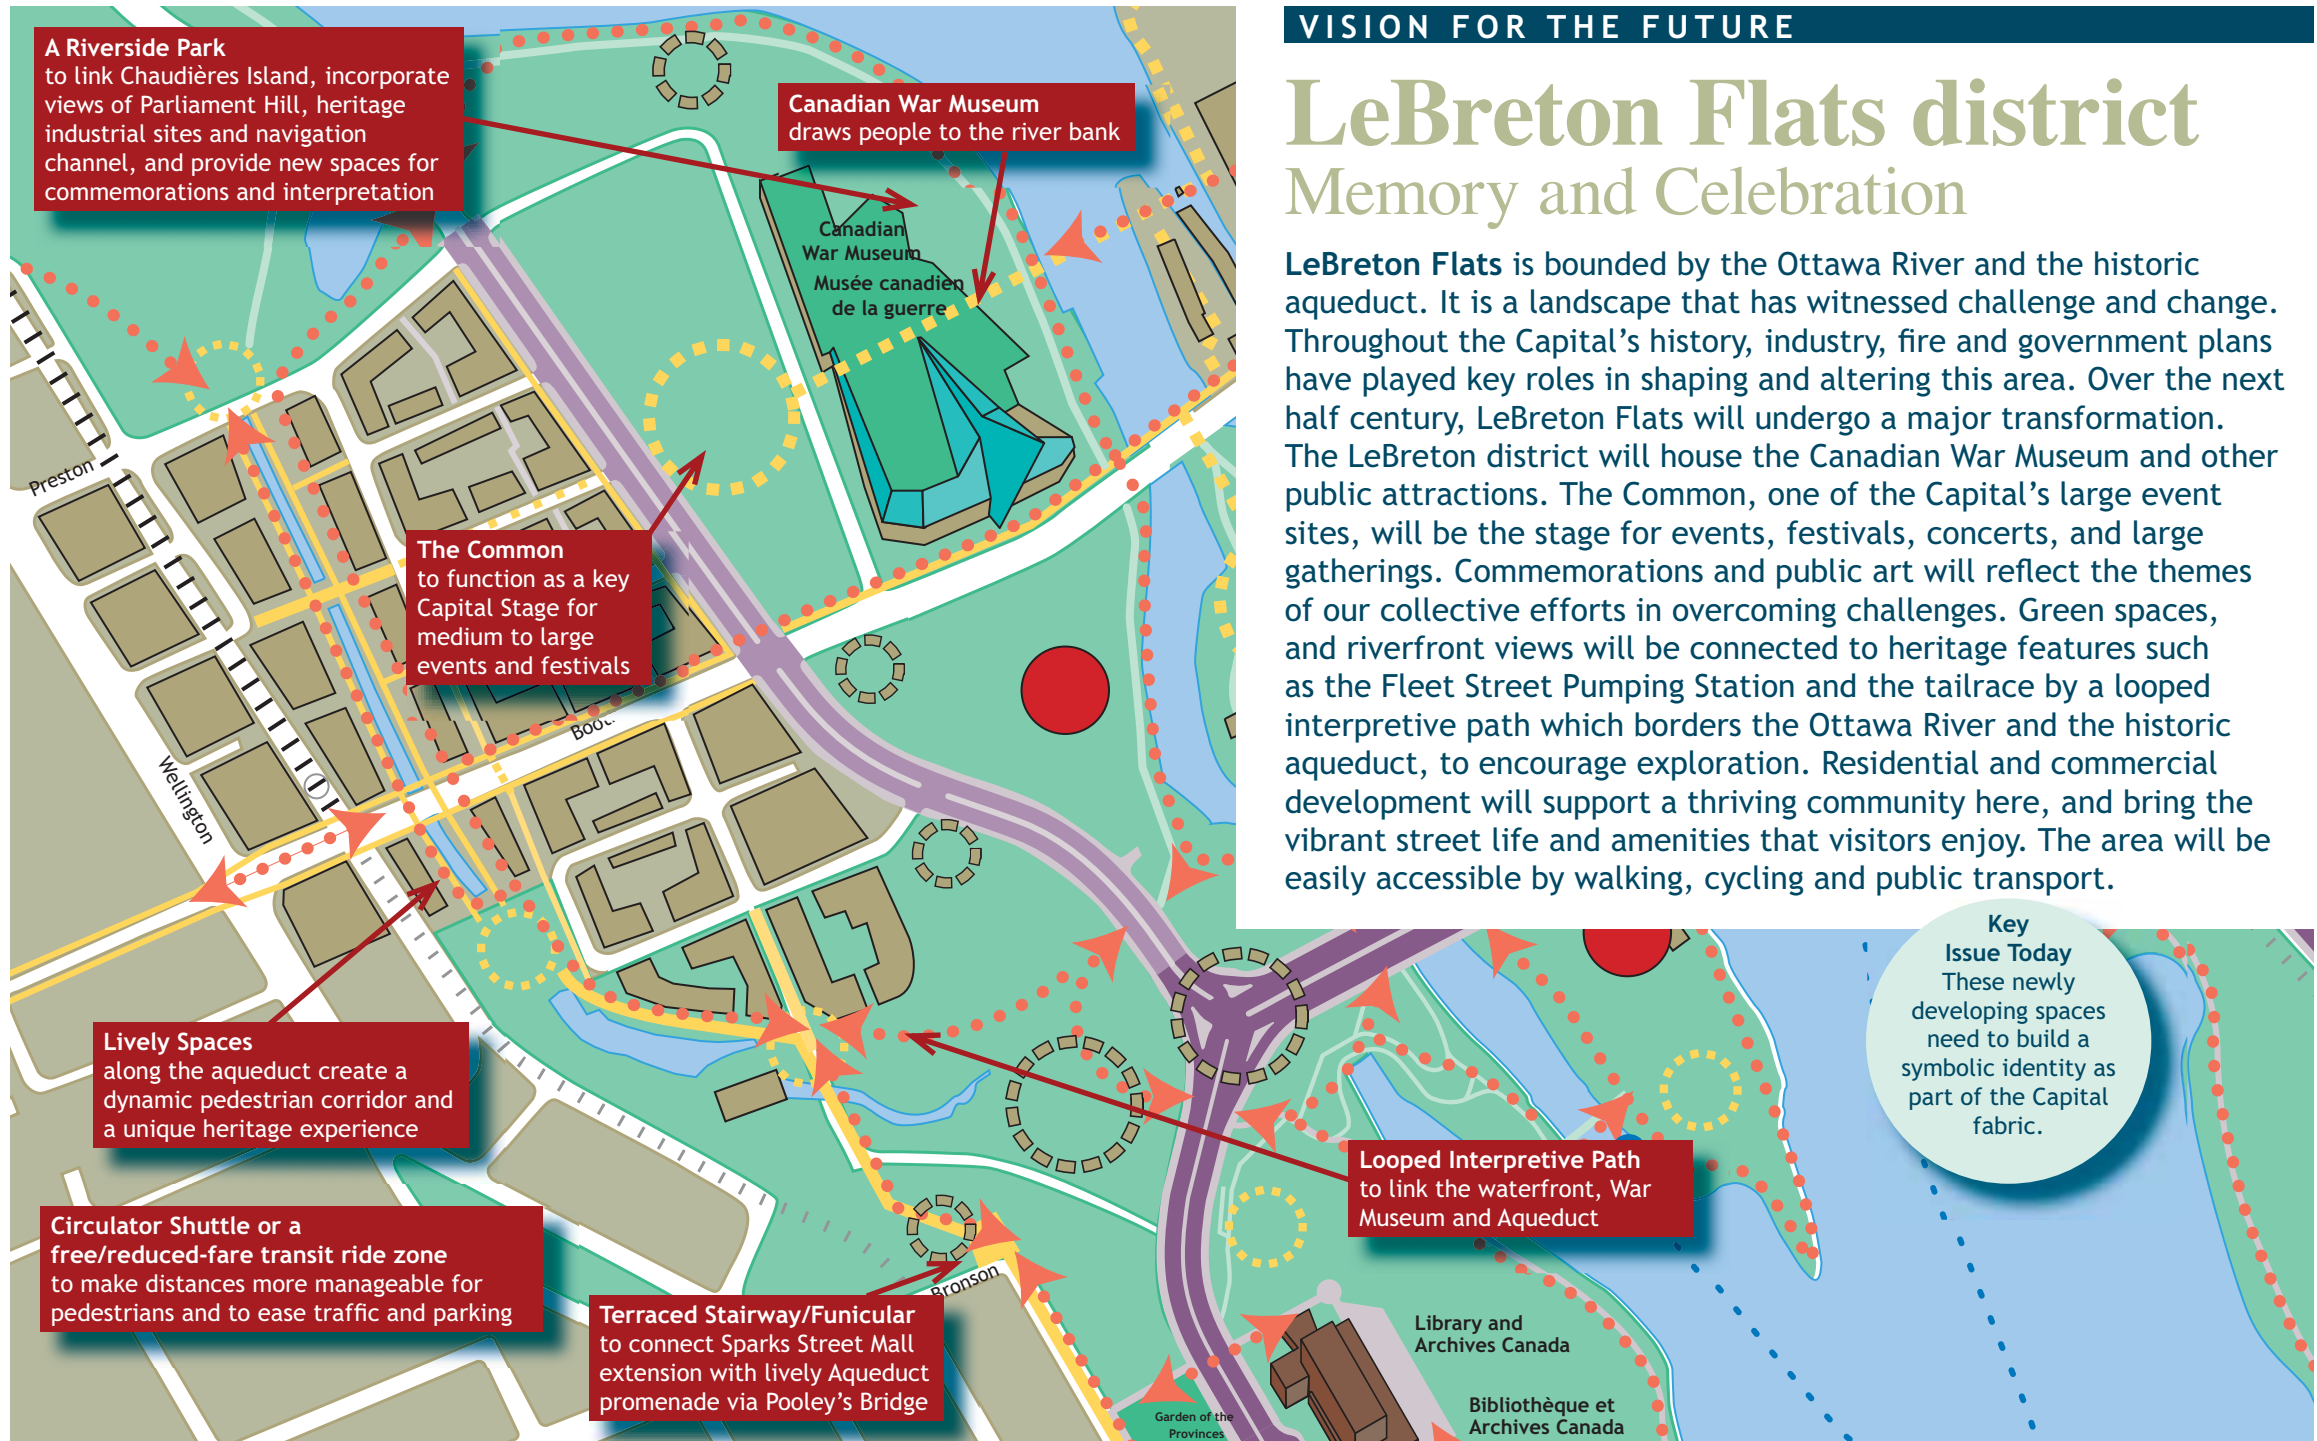 VISION FOR THE FUTURE
LeBreton Flats district
Memory and Celebration
LeBreton Flats is bounded by the Ottawa River and the historic
aqueduct. It is a landscape that has witnessed challenge and change.
Throughout the Capital’s history, industry, fire and government plans
have played key roles in shaping and altering this area. Over the next
half century, LeBreton Flats will undergo a major transformation.
The LeBreton district will house the Canadian War Museum and other
public attractions. The Common, one of the Capital’s large event
sites, will be the stage for events, festivals, concerts, and large
gatherings. Commemorations and public art will reflect the themes
of our collective efforts in overcoming challenges. Green spaces,
and riverfront views will be connected to heritage features such
as the Fleet Street Pumping Station and the tailrace by a looped
interpretive path which borders the Ottawa River and the historic
aqueduct, to encourage exploration. Residential and commercial
development will support a thriving community here, and bring the
vibrant street life and amenities that visitors enjoy. The area will be
easily accessible by walking, cycling and public transport.
Key
Issue Today
These newly
developing spaces
need to build a
symbolic identity as
part of the Capital
fabric.
A Riverside Park
to link Chaudières Island, incorporate
views of Parliament Hill, heritage
industrial sites and navigation
channel, and provide new spaces for
commemorations and interpretation
Canadian War Museum
draws people to the river bank
Canadian
War Museum
Musée canadien
de la guerre
Preston
The Common
to function as a key
Capital Stage for
medium to large
events and festivals
Wellington
Lively Spaces
along the aqueduct create a
dynamic pedestrian corridor and
a unique heritage experience
Looped Interpretive Path
to link the waterfront, War
Museum and Aqueduct
Circulator Shuttle or a
free/reduced-fare transit ride zone
to make distances more manageable for
pedestrians and to ease traffic and parking
Bronson
Terraced Stairway/Funicular
to connect Sparks Street Mall
extension with lively Aqueduct
promenade via Pooley’s Bridge
Library and
Archives Canada
Bibliothèque et
Archives Canada
Garden of the
Provinces